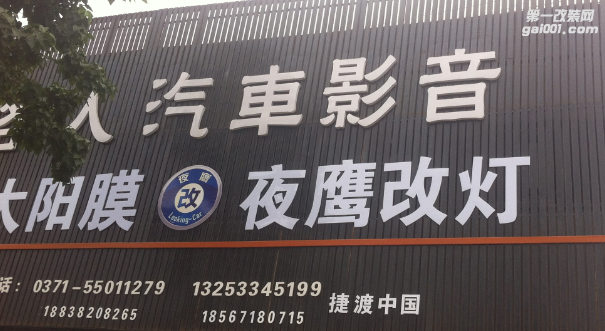 第一改装网
gai001.com
人汽車影音
太阳膜 夜鹰 改 Looking-Car 夜鹰改灯
话: 0371-55011279 13253345199 捷渡中国
18838208265 18567180715